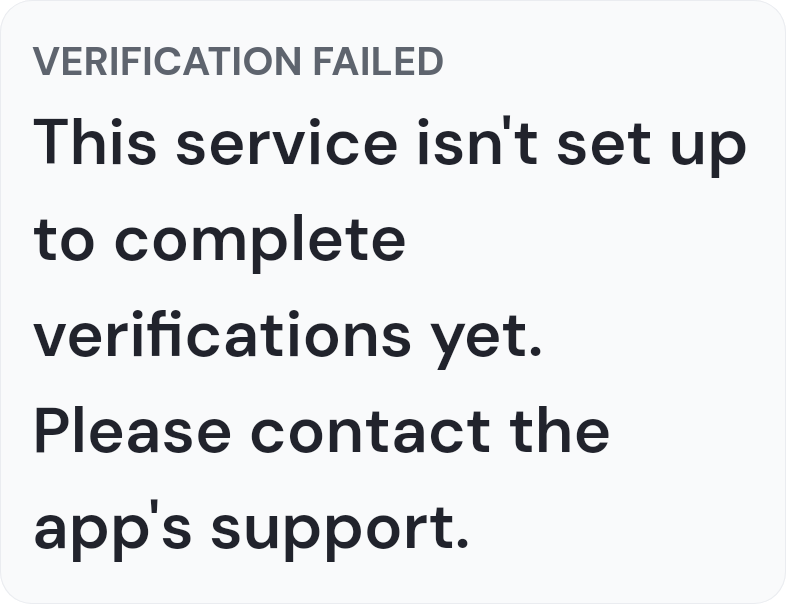 VERIFICATION FAILED
This service isn't set up
to complete
verifications yet.
Please contact the
app's support.